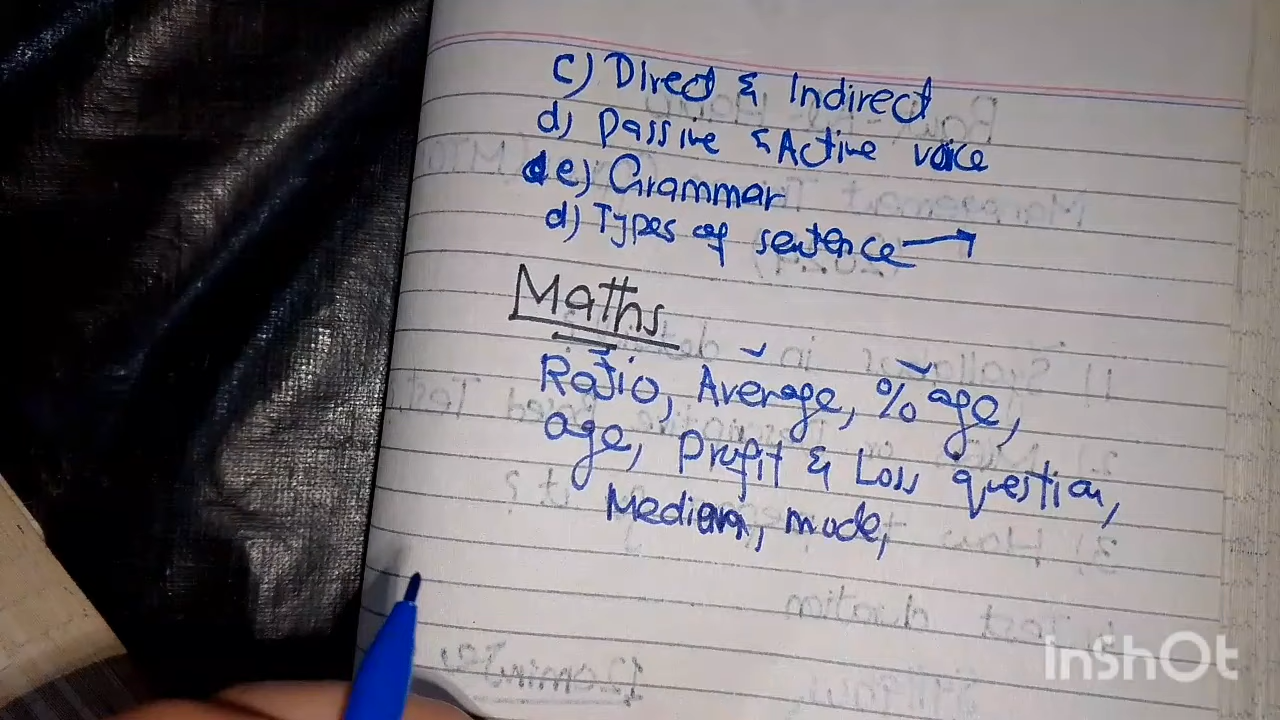 c) Direct & Indirect
d) Passive & Active voice
e) Grammar
d) Types of sentence →
Maths
Ratio, Average, %age,
age, Profit & Loss question,
Median, mode,
InShOt